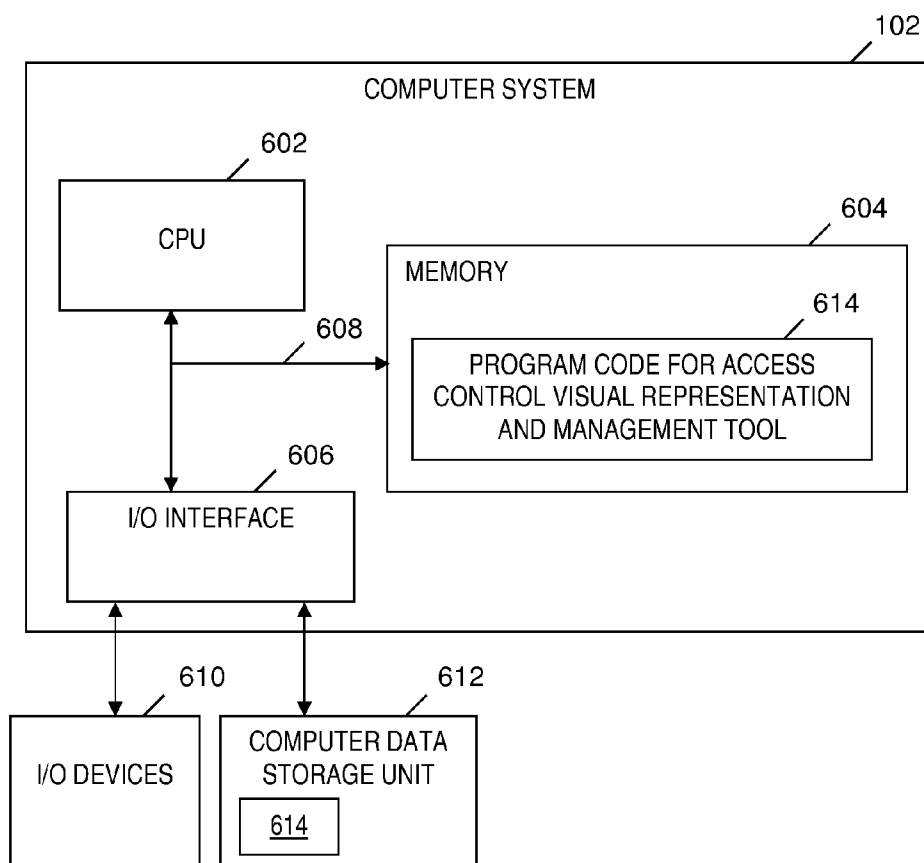 102
COMPUTER SYSTEM
602
CPU
604
MEMORY
608
614
PROGRAM CODE FOR ACCESS
CONTROL VISUAL REPRESENTATION
AND MANAGEMENT TOOL
606
I/O INTERFACE
610
I/O DEVICES
612
COMPUTER DATA
STORAGE UNIT
614